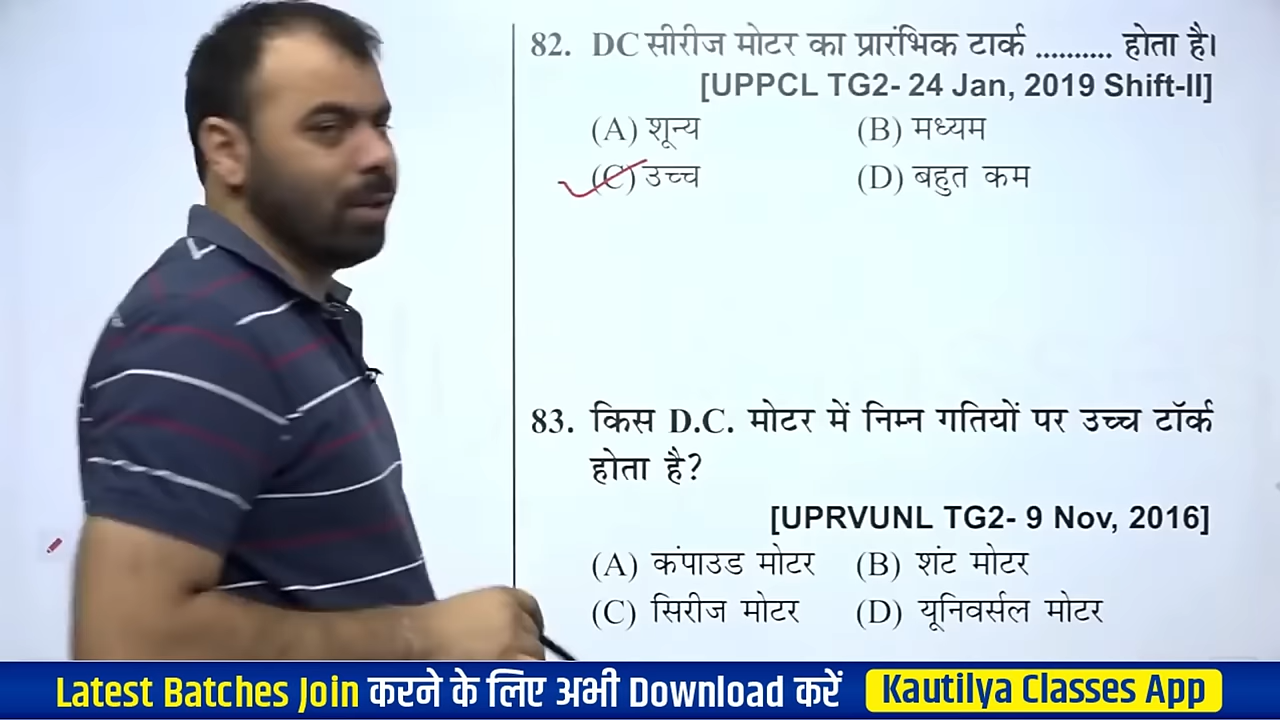 82. DC सीरीज मोटर का प्रारंभिक टार्क .......... होता है।
[UPPCL TG2- 24 Jan, 2019 Shift-II]
(A) शून्य (B) मध्यम
(C) उच्च (D) बहुत कम
83. किस D.C. मोटर में निम्न गतियों पर उच्च टॉर्क
होता है?
[UPRVUNL TG2- 9 Nov, 2016]
(A) कंपाउड मोटर (B) शंट मोटर
(C) सिरीज मोटर (D) यूनिवर्सल मोटर
Latest Batches Join करने के लिए अभी Download करें Kautilya Classes App